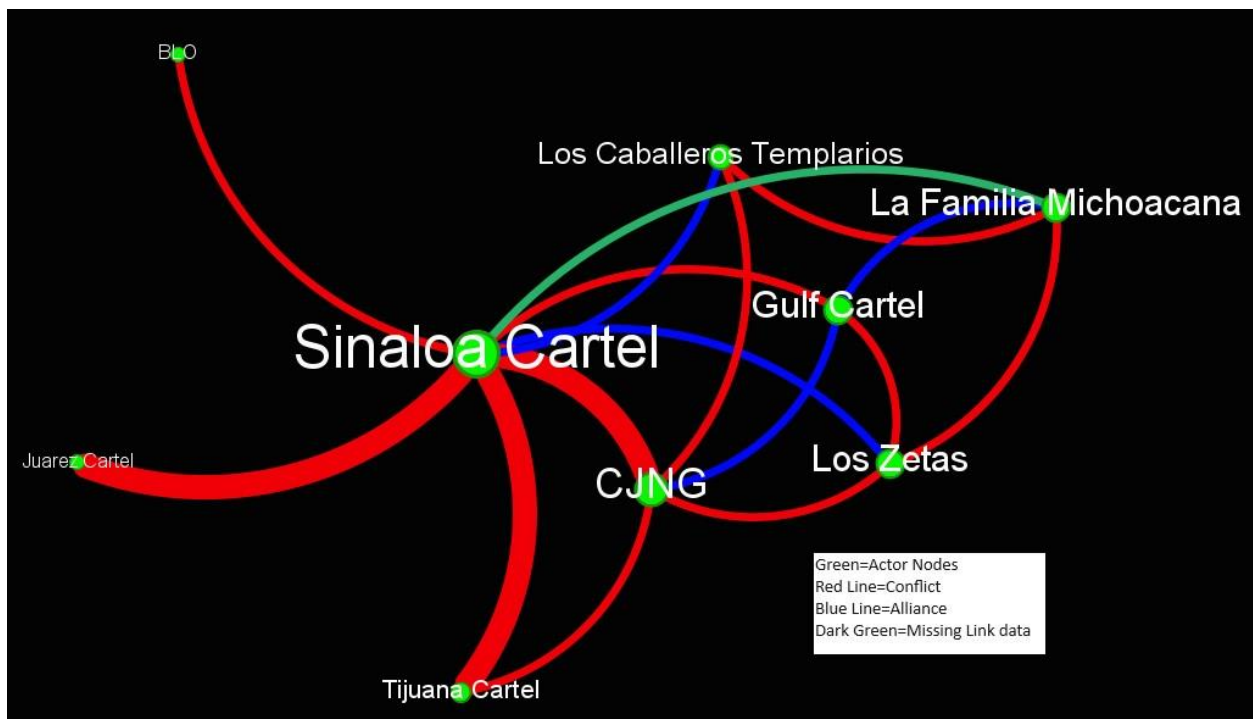 BLO
Los Caballeros Templarios
La Familia Michoacana
Gulf Cartel
Sinaloa Cartel
Juarez Cartel
CJNG
Los Zetas
Tijuana Cartel
Green=Actor Nodes
Red Line=Conflict
Blue Line=Alliance
Dark Green=Missing Link data